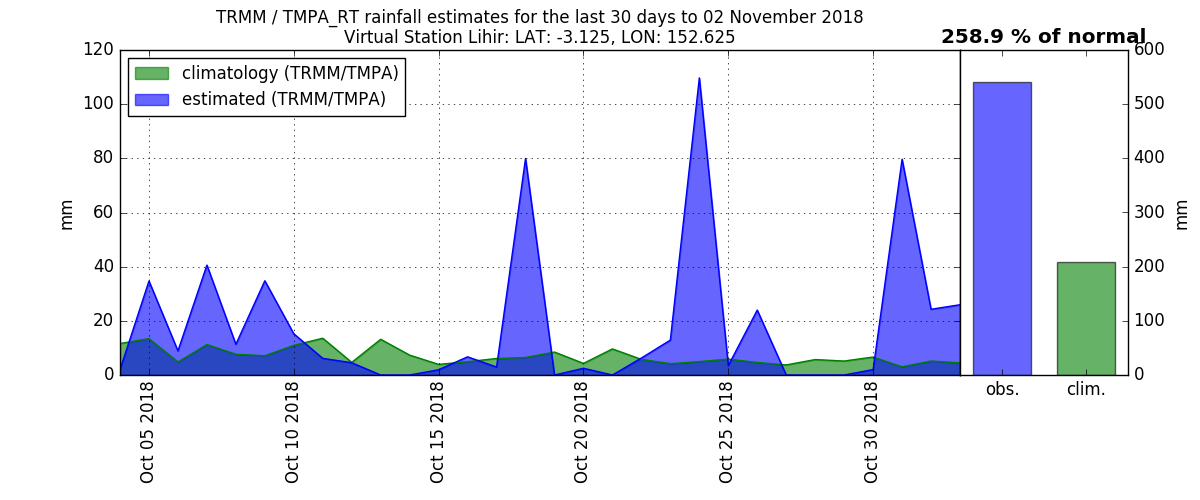 TRMM / TMPA_RT rainfall estimates for the last 30 days to 02 November 2018
Virtual Station Lihir: LAT: -3.125, LON: 152.625
258.9 % of normal
climatology (TRMM/TMPA)
estimated (TRMM/TMPA)
mm
120
100
80
60
40
20
0
Oct 05 2018
Oct 10 2018
Oct 15 2018
Oct 20 2018
Oct 25 2018
Oct 30 2018
obs.
clim.
600
500
400
300
200
100
0
mm